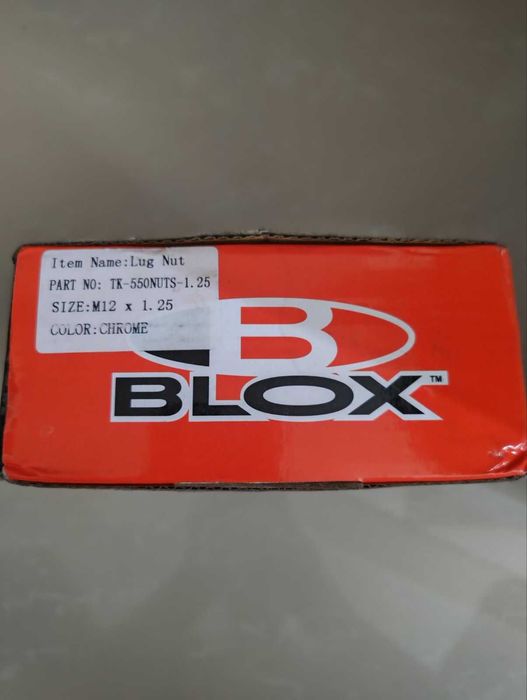 Item Name:Lug Nut
PART NO: TK-550NUTS-1.25
SIZE:M12 x 1.25
COLOR:CHROME
B
BLOX™